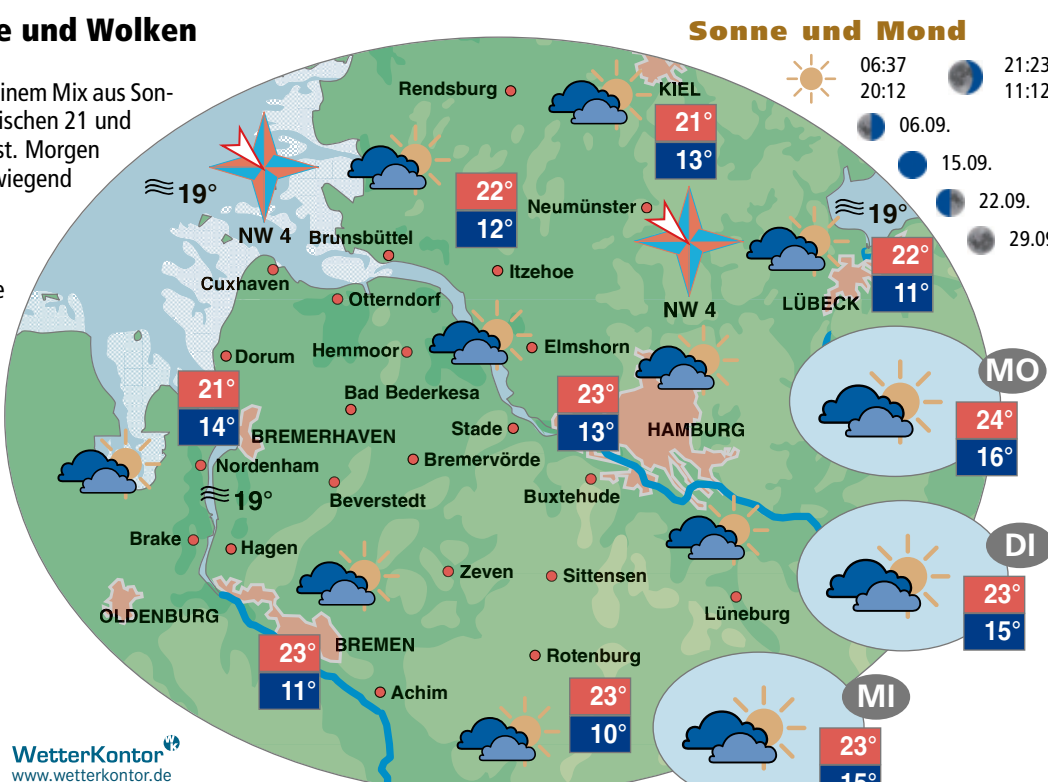 e und Wolken
inem Mix aus Son-
ischen 21 und
st. Morgen
wiegend
e
Sonne und Mond
06:37
20:12
21:23
11:12
06.09.
15.09.
22.09.
29.09
Rendsburg
KIEL
21°
13°
19°
NW 4
22°
12°
Neumünster
19°
Brunsbüttel
Itzehoe
NW 4
22°
11°
LÜBECK
Cuxhaven
Otterndorf
Dorum
Hemmoor
Elmshorn
MO
24°
16°
21°
14°
Bad Bederkesa
23°
13°
BREMERHAVEN
Stade
HAMBURG
Nordenham
Bremervörde
19°
Beverstedt
Buxtehude
Brake
Hagen
DI
23°
15°
Zeven
Sittensen
OLDENBURG
Lüneburg
BREMEN
23°
11°
Rotenburg
Achim
23°
10°
MI
23°
15°
WetterKontor
www.wetterkontor.de